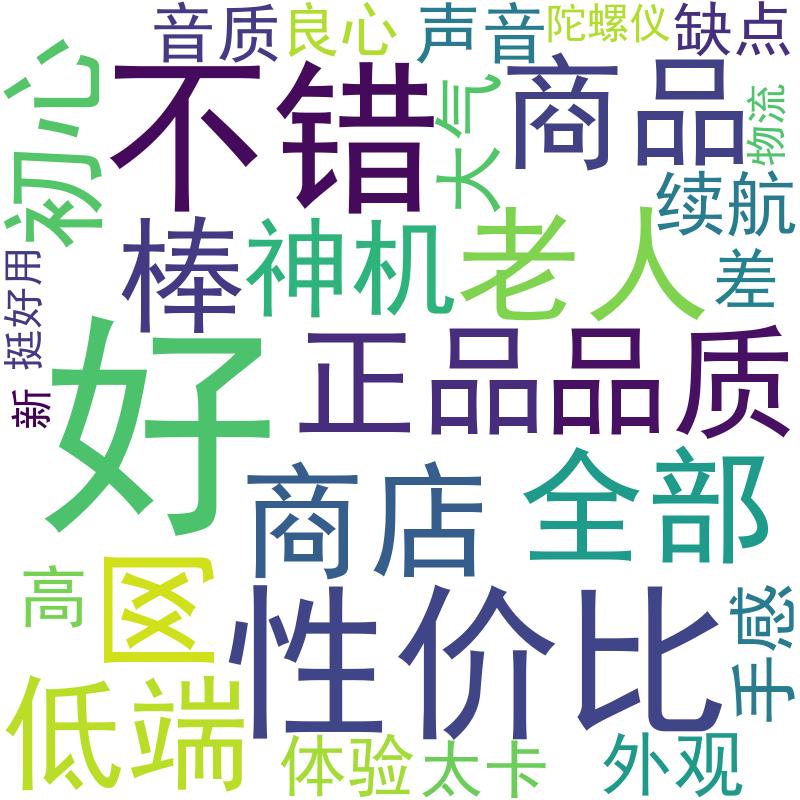 音质
良心
声音
陀螺仪
缺点
初心
不错
大气
商品
物流
续航
棒
神机
老人
差
挺好用
新
好
正品
品质
商店
全部
高
网
性价比
手感
低端
体验
太卡
外观